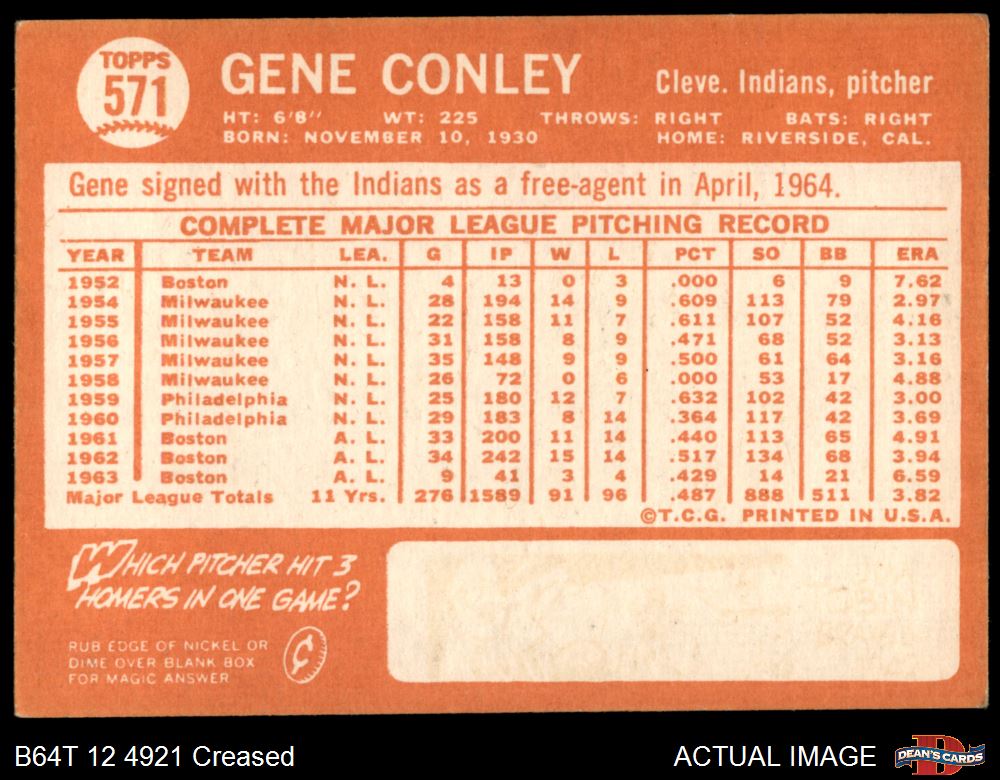 TOPPS
571
GENE CONLEY
Cleve. Indians, pitcher
HT: 6'8" WT: 225 THROWS: RIGHT BATS: RIGHT
BORN: NOVEMBER 10, 1930 HOME: RIVERSIDE, CAL.
Gene signed with the Indians as a free-agent in April, 1964.
COMPLETE MAJOR LEAGUE PITCHING RECORD
YEAR TEAM LEA. G IP W L PCT SO BB ERA
1952 Boston N. L. 4 13 0 3 .000 6 9 7.62
1954 Milwaukee N. L. 28 194 14 9 .609 113 79 2.97
1955 Milwaukee N. L. 22 158 11 7 .611 107 52 4.16
1956 Milwaukee N. L. 31 158 8 9 .471 68 52 3.13
1957 Milwaukee N. L. 35 148 9 9 .500 61 64 3.16
1958 Milwaukee N. L. 26 72 0 6 .000 53 17 4.88
1959 Philadelphia N. L. 25 180 12 7 .632 102 42 3.00
1960 Philadelphia N. L. 29 183 8 14 .364 117 42 3.69
1961 Boston A. L. 33 200 11 14 .440 113 65 4.91
1962 Boston A. L. 34 242 15 14 .517 134 68 3.94
1963 Boston A. L. 9 41 3 4 .429 14 21 6.59
Major League Totals 11 Yrs. 276 1589 91 96 .487 888 511 3.82
©T.C.G. PRINTED IN U.S.A.
WHICH PITCHER HIT 3
HOMERS IN ONE GAME?
RUB EDGE OF NICKEL OR
DIME OVER BLANK BOX
FOR MAGIC ANSWER
¢
B64T 12 4921 Creased
ACTUAL IMAGE
DEAN'S CARDS